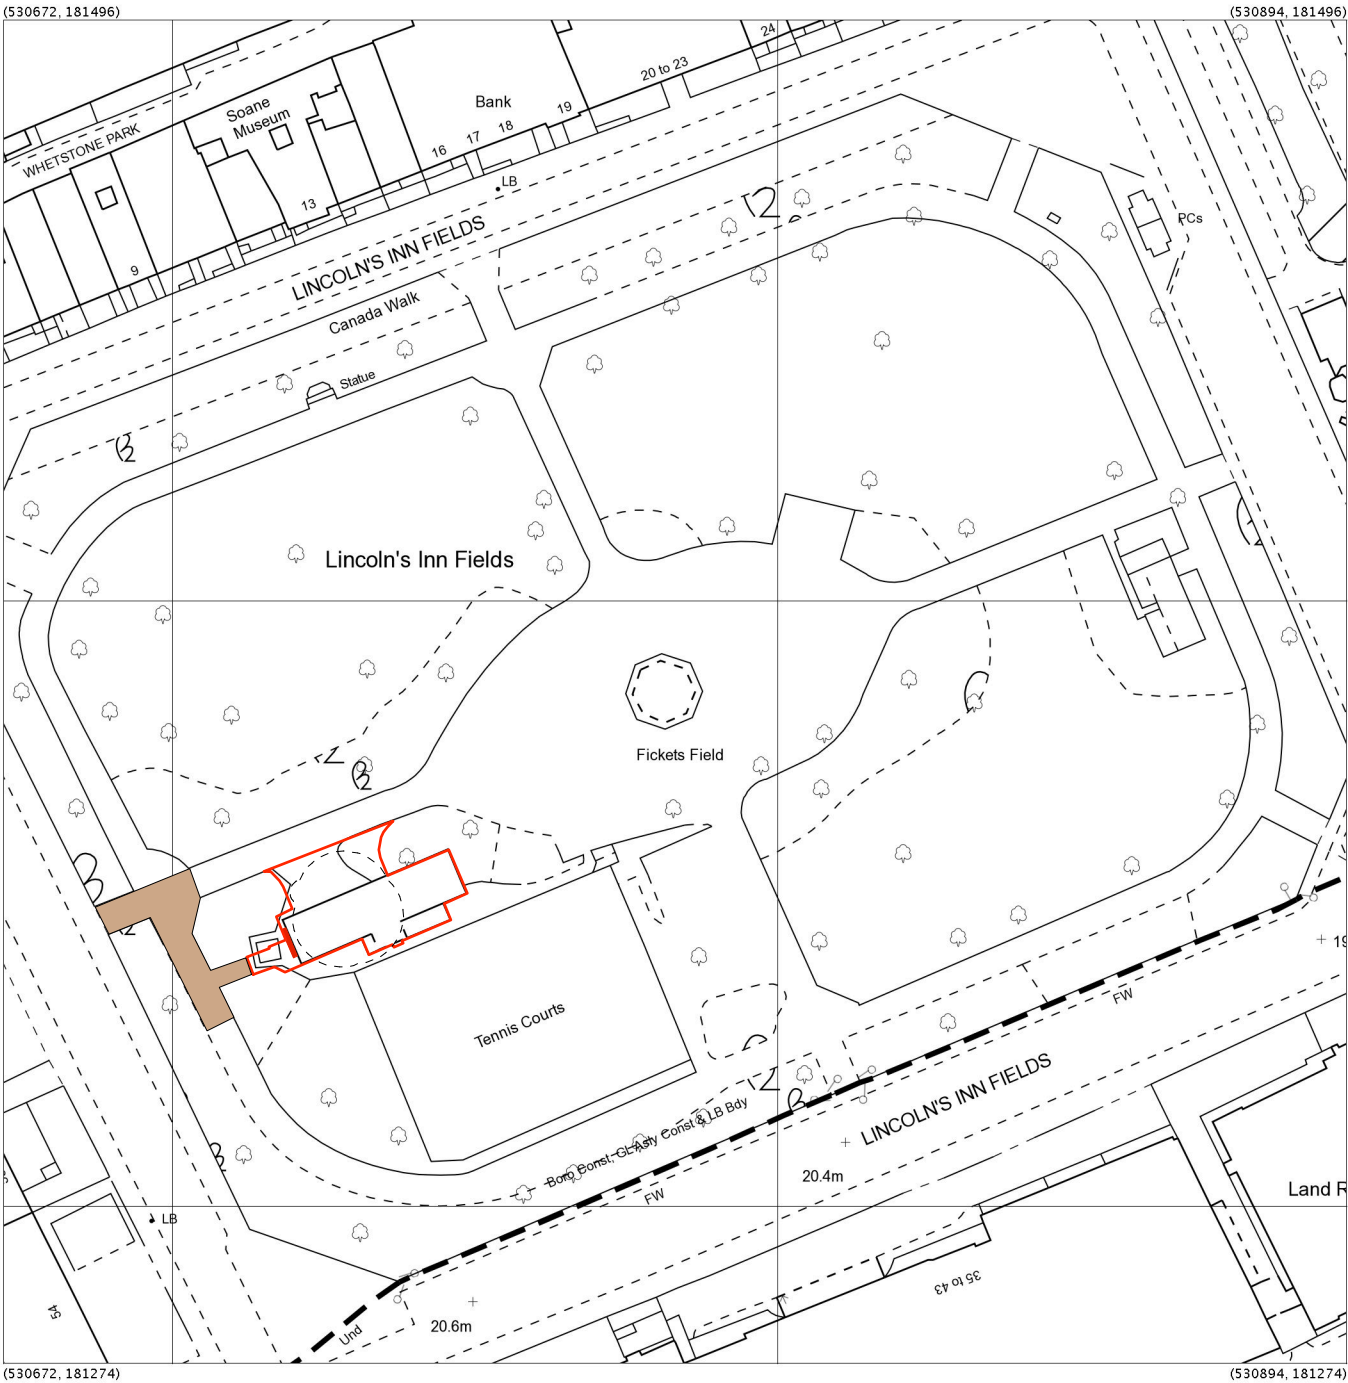 (530672, 181496)
(530894, 181496)
24
20 to 23
Soane
Museum
Bank
19
18
17
16
WHETSTONE PARK
LB
13
PCs
LINCOLN'S INN FIELDS
9
Canada Walk
Statue
Lincoln's Inn Fields
Fickets Field
FW
Tennis Courts
LINCOLN'S INN FIELDS
Boro Const, GL Asly Const & LB Bdy
20.4m
FW
Land R
LB
35 to 43
54
20.6m
Und
(530672, 181274)
(530894, 181274)